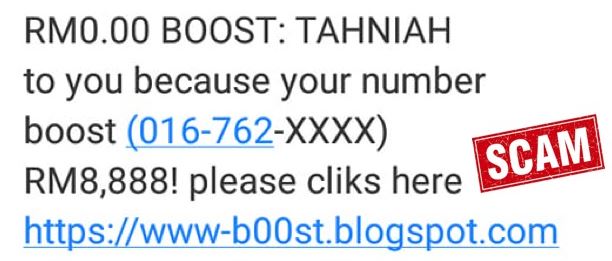 RM0.00 BOOST: TAHNIAH
to you because your number
boost (016-762-XXXX)
RM8,888! please cliks here
SCAM
https://www-b00st.blogspot.com